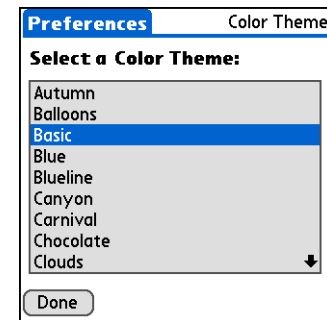 Preferences Color Theme
Select a Color Theme:
Autumn
Balloons
Basic
Blue
Blueline
Canyon
Carnival
Chocolate
Clouds
Done